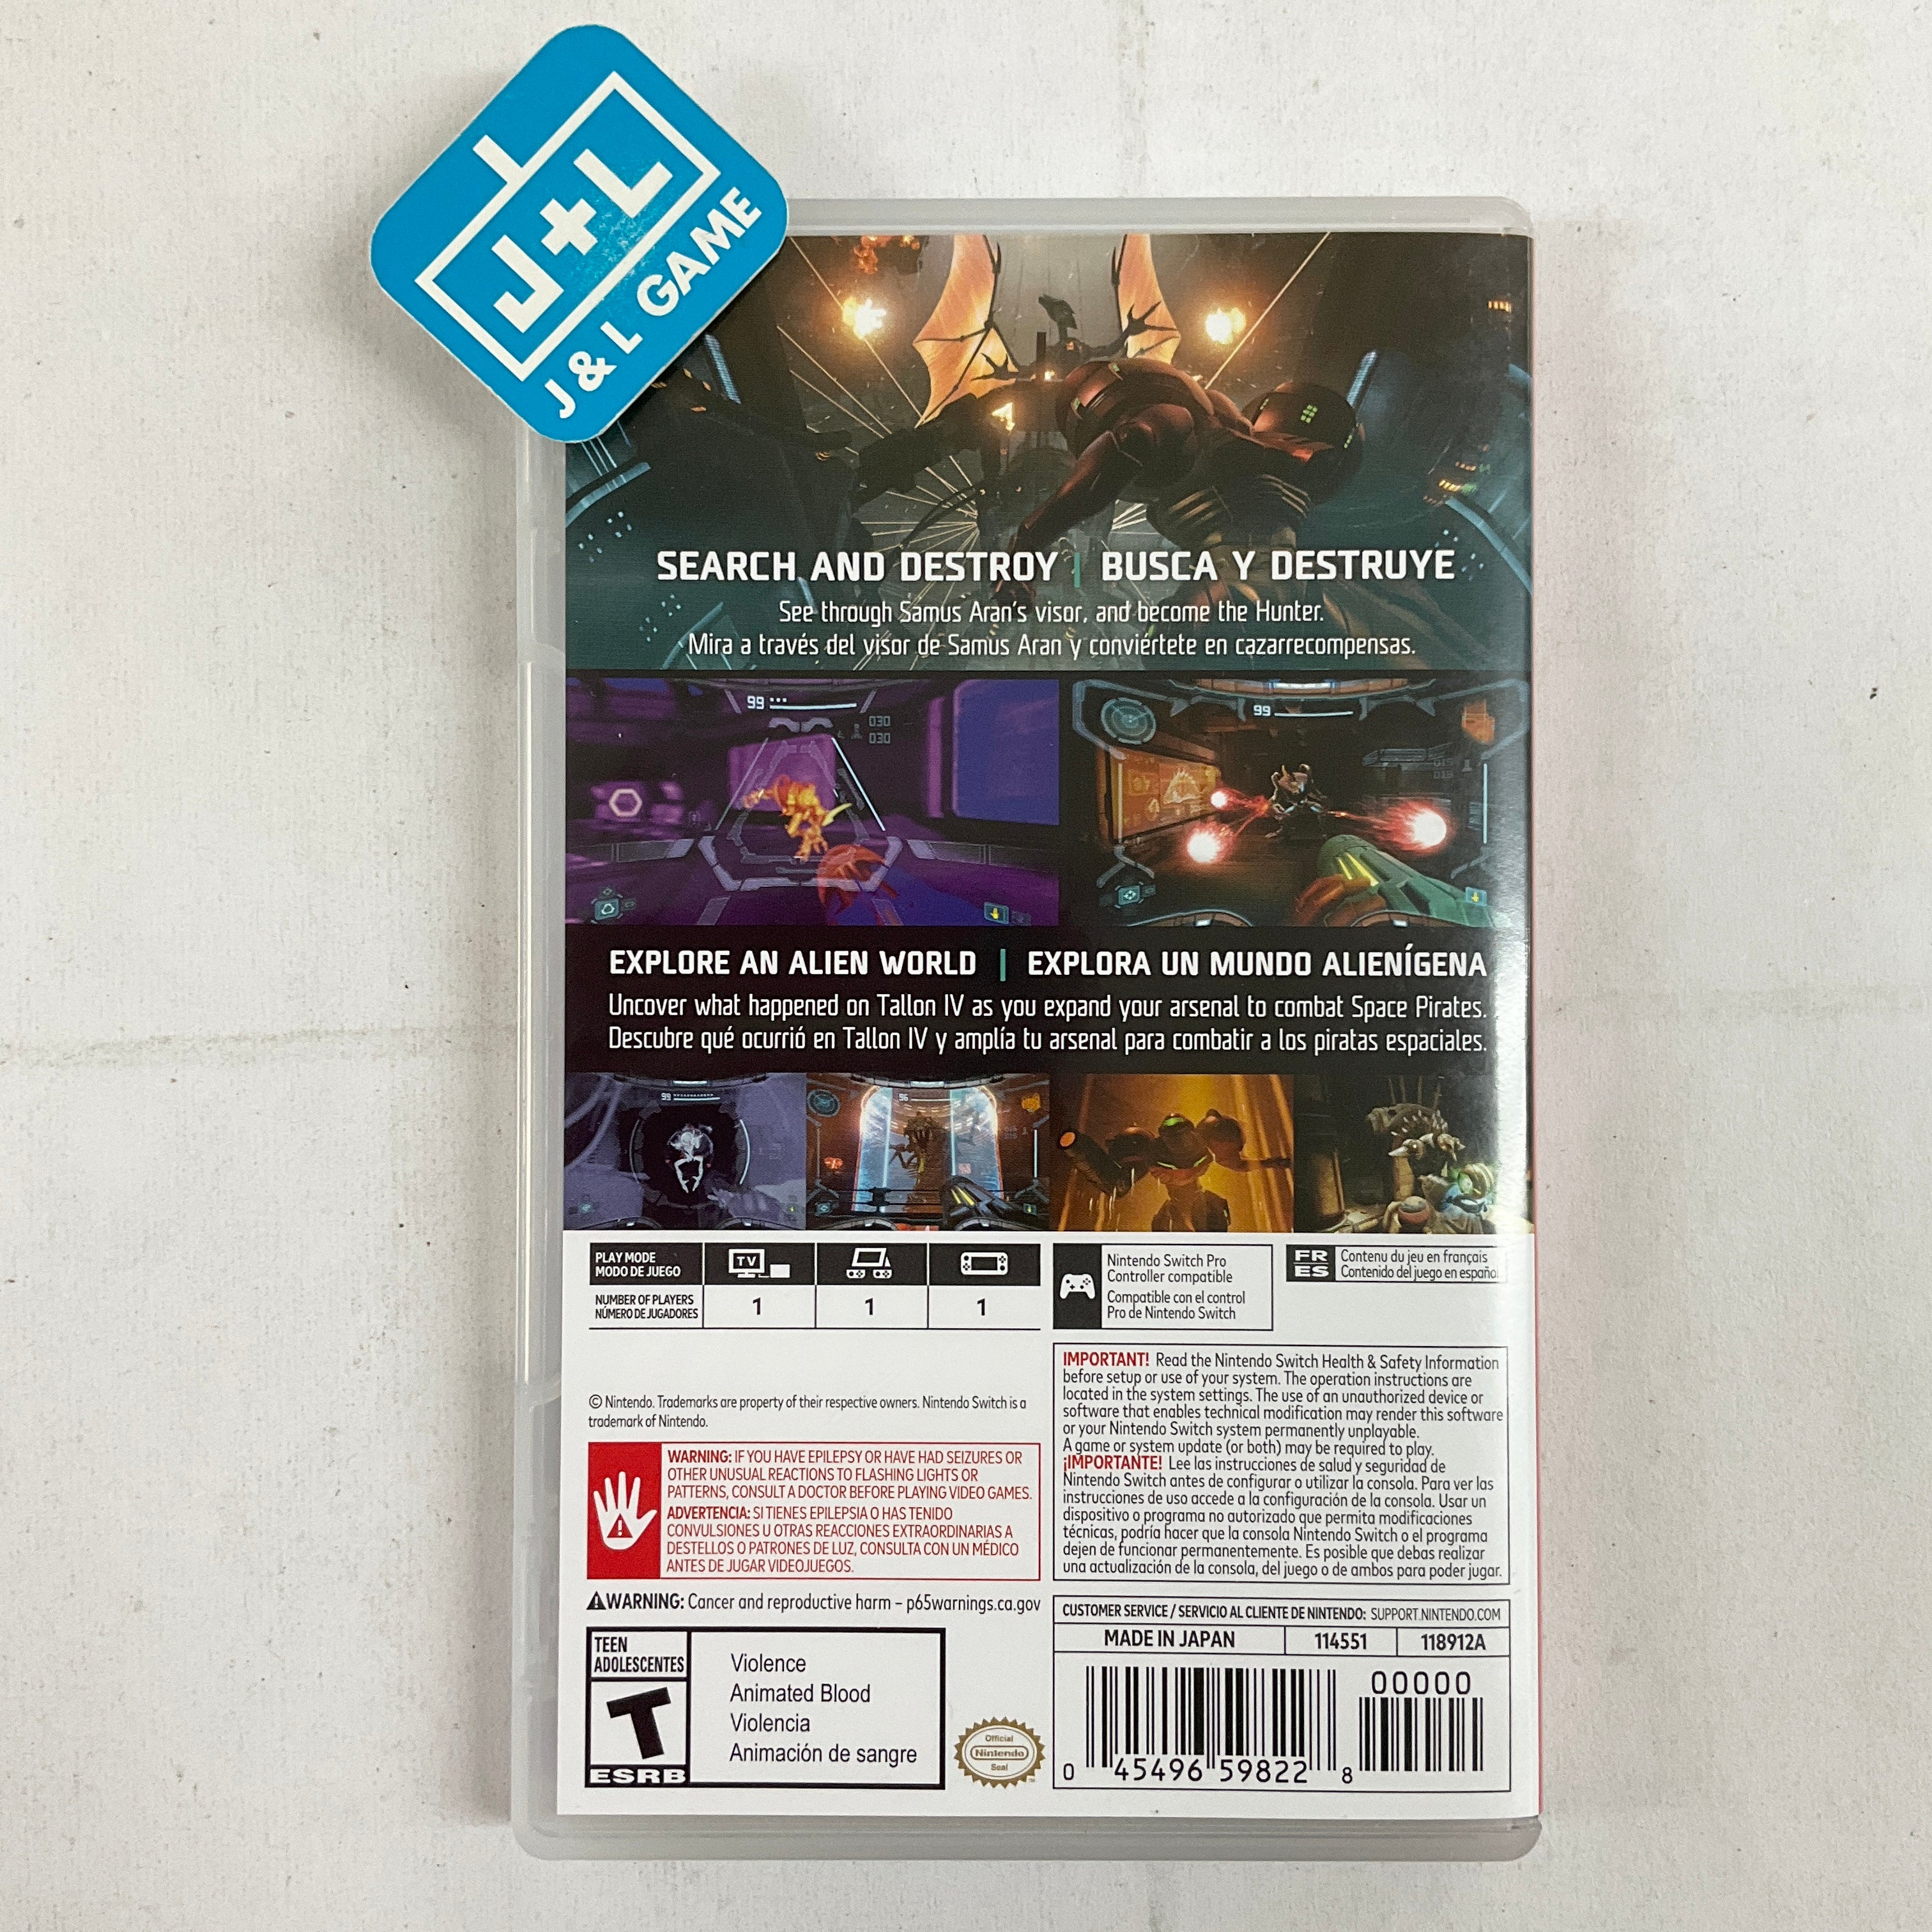 J+L
J & L GAME
SEARCH AND DESTROY | BUSCA Y DESTRUYE
See through Samus Aran's visor, and become the Hunter.
Mira a través del visor de Samus Aran y conviértete en cazarrecompensas.
99
030
030
99
EXPLORE AN ALIEN WORLD | EXPLORA UN MUNDO ALIENÍGENA
Uncover what happened on Tallon IV as you expand your arsenal to combat Space Pirates.
Descubre qué ocurrió en Tallon IV y amplía tu arsenal para combatir a los piratas espaciales.
99
96
PLAY MODE
MODO DE JUEGO
TV
NUMBER OF PLAYERS
NÚMERO DE JUGADORES
1 1 1
Nintendo Switch Pro
Controller compatible
Compatible con el control
Pro de Nintendo Switch
FR
ES
Contenu du jeu en français
Contenido del juego en español
© Nintendo. Trademarks are property of their respective owners. Nintendo Switch is a
trademark of Nintendo.
WARNING: IF YOU HAVE EPILEPSY OR HAVE HAD SEIZURES OR
OTHER UNUSUAL REACTIONS TO FLASHING LIGHTS OR
PATTERNS, CONSULT A DOCTOR BEFORE PLAYING VIDEO GAMES.
ADVERTENCIA: SI TIENES EPILEPSIA O HAS TENIDO
CONVULSIONES U OTRAS REACCIONES EXTRAORDINARIAS A
DESTELLOS O PATRONES DE LUZ, CONSULTA CON UN MÉDICO
ANTES DE JUGAR VIDEOJUEGOS.
WARNING: Cancer and reproductive harm – p65warnings.ca.gov
IMPORTANT! Read the Nintendo Switch Health & Safety Information
before setup or use of your system. The operation instructions are
located in the system settings. The use of an unauthorized device or
software that enables technical modification may render this software
or your Nintendo Switch system permanently unplayable.
A game or system update (or both) may be required to play.
¡IMPORTANTE! Lee las instrucciones de salud y seguridad de
Nintendo Switch antes de configurar o utilizar la consola. Para ver las
instrucciones de uso accede a la configuración de la consola. Usar un
dispositivo o programa no autorizado que permita modificaciones
técnicas, podría hacer que la consola Nintendo Switch o el programa
dejen de funcionar permanentemente. Es posible que debas realizar
una actualización de la consola, del juego o de ambos para poder jugar.
CUSTOMER SERVICE / SERVICIO AL CLIENTE DE NINTENDO: SUPPORT.NINTENDO.COM
MADE IN JAPAN 114551 118912A
TEEN
ADOLESCENTES
T
ESRB
Violence
Animated Blood
Violencia
Animación de sangre
Official
Nintendo
Seal
00000
0 45496 59822 8